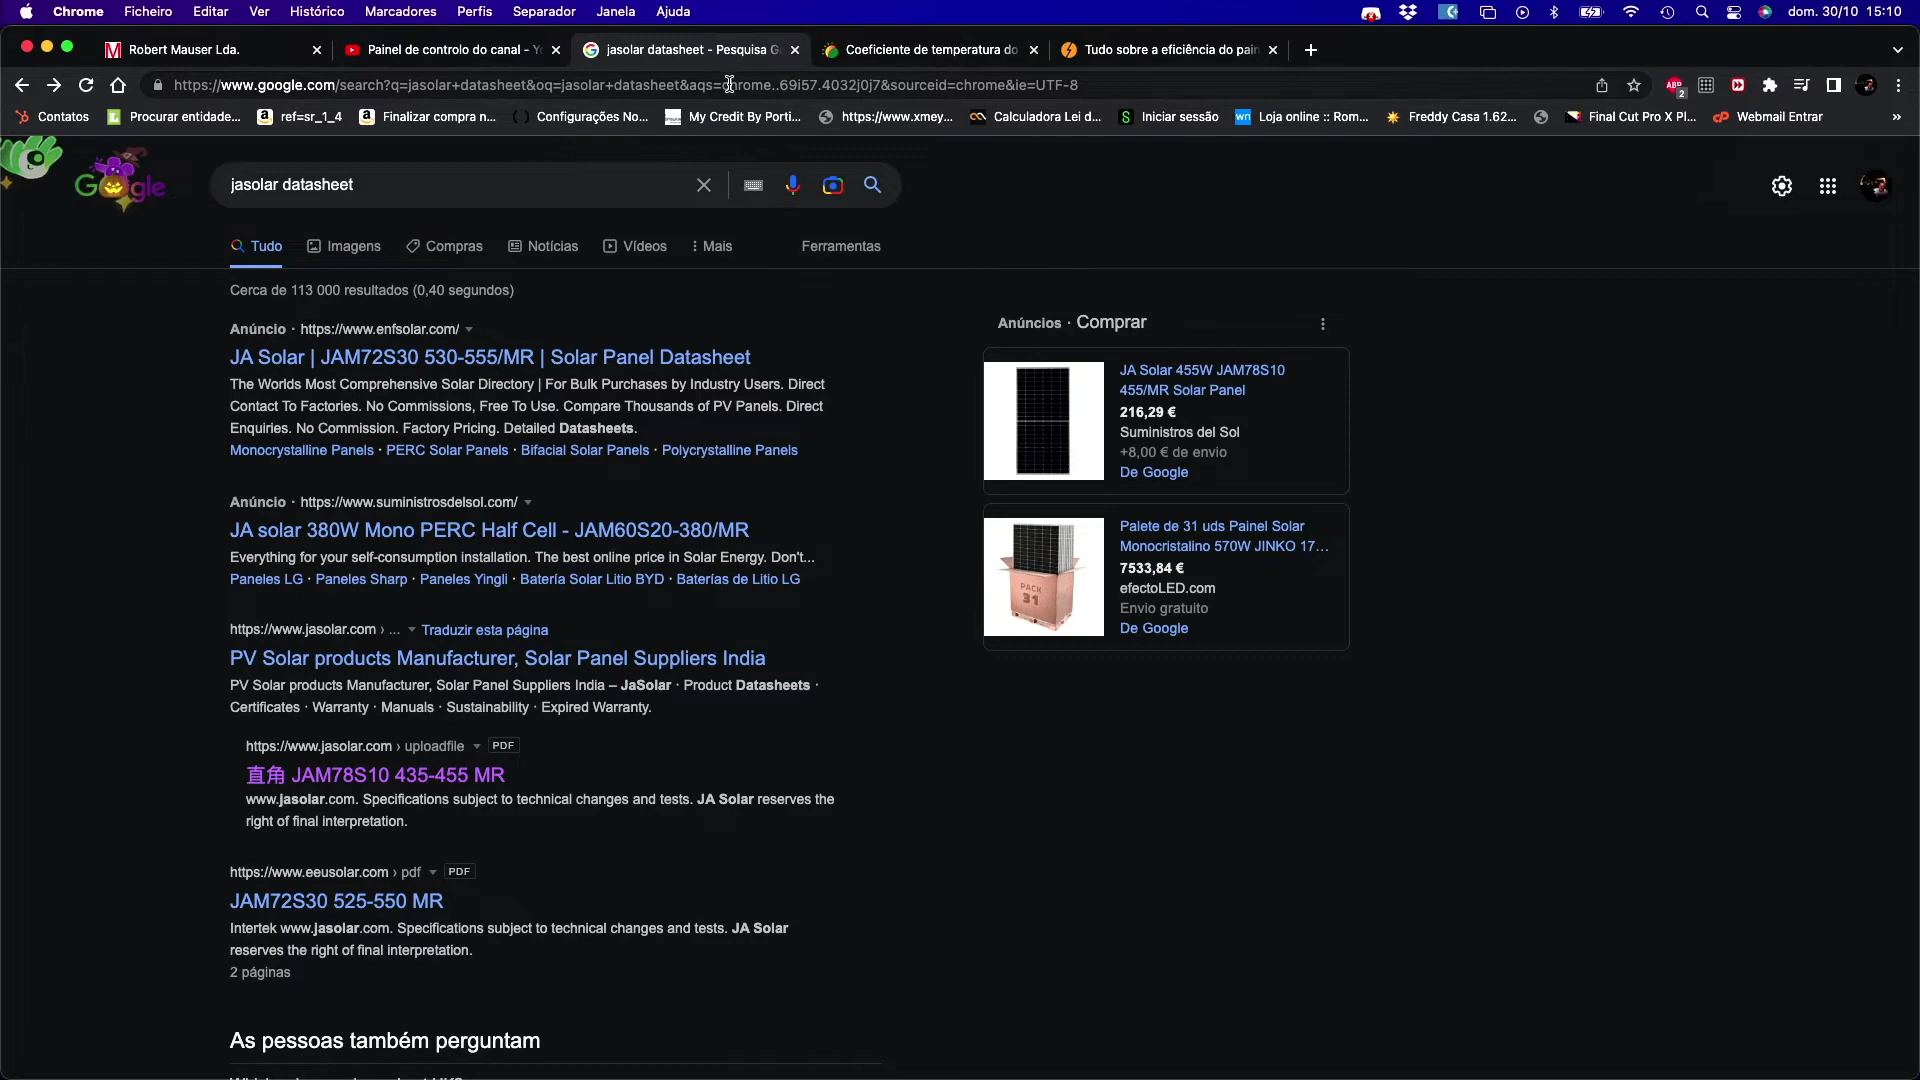 Chrome Ficheiro Editar Ver Histórico Marcadores Perfis Separador Janela Ajuda dom. 30/10 15:10
Robert Mauser Lda. Painel de controlo do canal - Yo jasolar datasheet - Pesquisa G Coeficiente de temperatura do Tudo sobre a eficiência do pain
https://www.google.com/search?q=jasolar+datasheet&oq=jasolar+datasheet&aqs=chrome..69i57.4032j0j7&sourceid=chrome&ie=UTF-8
ABP 2
Contatos Procurar entidade... ref=sr_1_4 Finalizar compra n... Configurações No... My Credit By Porti... https://www.xmey... Calculadora Lei d... Iniciar sessão Loja online :: Rom... Freddy Casa 1.62... Final Cut Pro X Pl... Webmail Entrar »
Google
jasolar datasheet
Tudo Imagens Compras Notícias Vídeos Mais Ferramentas
Cerca de 113 000 resultados (0,40 segundos)
Anúncio · https://www.enfsolar.com/
JA Solar | JAM72S30 530-555/MR | Solar Panel Datasheet
The Worlds Most Comprehensive Solar Directory | For Bulk Purchases by Industry Users. Direct
Contact To Factories. No Commissions, Free To Use. Compare Thousands of PV Panels. Direct
Enquiries. No Commission. Factory Pricing. Detailed Datasheets.
Monocrystalline Panels · PERC Solar Panels · Bifacial Solar Panels · Polycrystalline Panels
Anúncio · https://www.suministrosdelsol.com/
JA solar 380W Mono PERC Half Cell - JAM60S20-380/MR
Everything for your self-consumption installation. The best online price in Solar Energy. Don't...
Paneles LG · Paneles Sharp · Paneles Yingli · Batería Solar Litio BYD · Baterías de Litio LG
https://www.jasolar.com › ... Traduzir esta página
PV Solar products Manufacturer, Solar Panel Suppliers India
PV Solar products Manufacturer, Solar Panel Suppliers India – JaSolar · Product Datasheets ·
Certificates · Warranty · Manuals · Sustainability · Expired Warranty.
https://www.jasolar.com › uploadfile PDF
直角 JAM78S10 435-455 MR
www.jasolar.com. Specifications subject to technical changes and tests. JA Solar reserves the
right of final interpretation.
https://www.eeusolar.com › pdf PDF
JAM72S30 525-550 MR
Intertek www.jasolar.com. Specifications subject to technical changes and tests. JA Solar
reserves the right of final interpretation.
2 páginas
As pessoas também perguntam
Anúncios · Comprar
JA Solar 455W JAM78S10
455/MR Solar Panel
216,29 €
Suministros del Sol
+8,00 € de envio
De Google
PACK
31
Palete de 31 uds Painel Solar
Monocristalino 570W JINKO 17...
7533,84 €
efectoLED.com
Envio gratuito
De Google